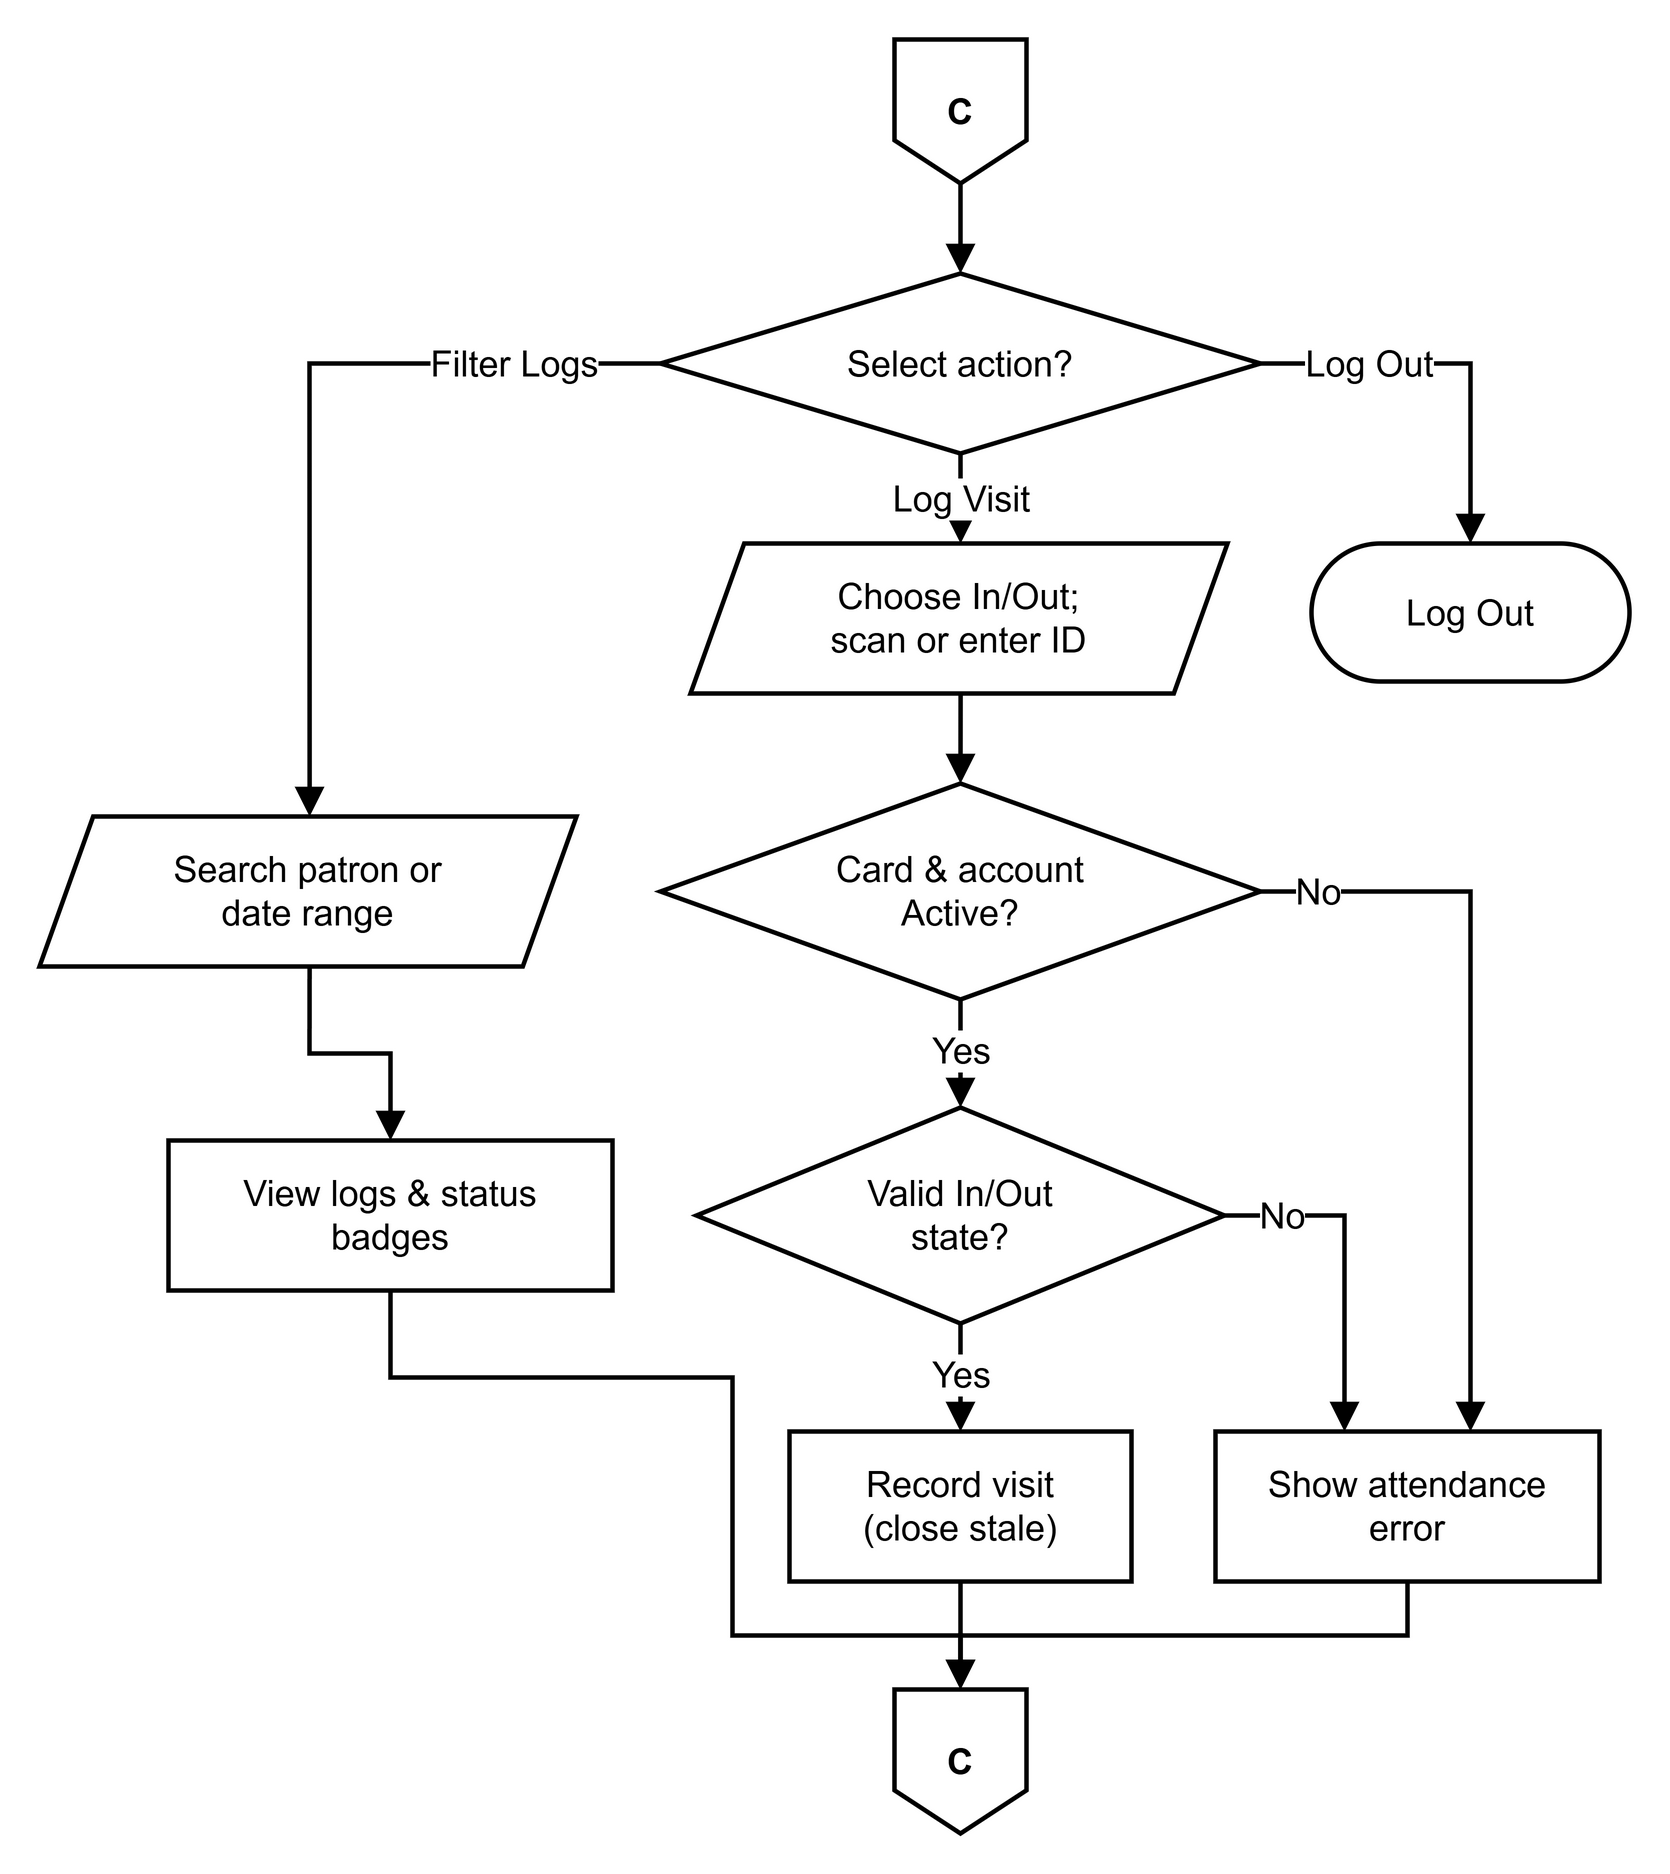 C
Select action?
Filter Logs
Log Out
Log Visit
Choose In/Out;
scan or enter ID
Log Out
Search patron or
date range
Card & account
Active?
No
Yes
View logs & status
badges
Valid In/Out
state?
No
Yes
Record visit
(close stale)
Show attendance
error
C